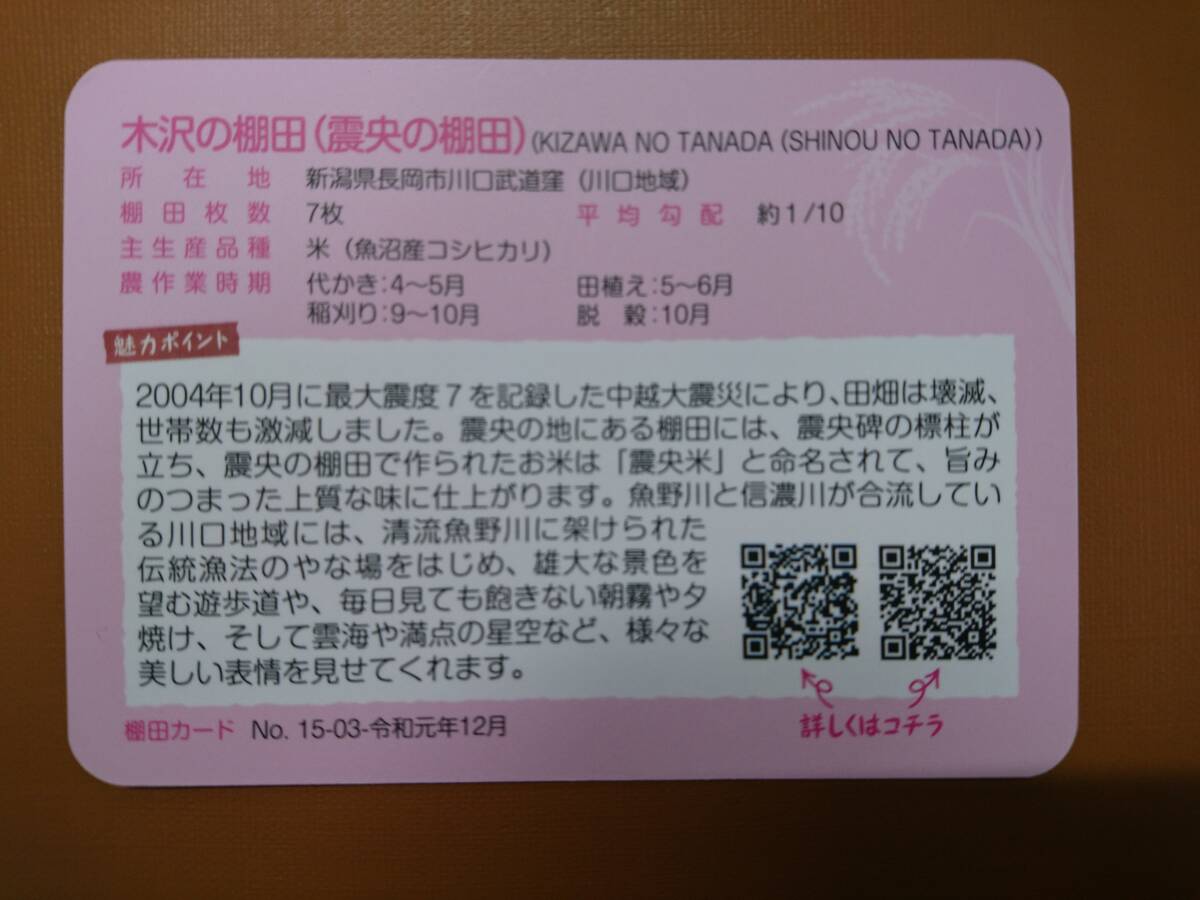 木沢の棚田(震央の棚田)(KIZAWA NO TANADA (SHINOU NO TANADA))
所在地 新潟県長岡市川口武道窪(川口地域)
棚田枚数 7枚 平均勾配 約1/10
主生産品種 米(魚沼産コシヒカリ)
農作業時期 代かき:4~5月 田植え:5~6月
稲刈り:9~10月 脱穀:10月
魅力ポイント
2004年10月に最大震度7を記録した中越大震災により、田畑は壊滅、
世帯数も激減しました。震央の地にある棚田には、震央碑の標柱が
立ち、震央の棚田で作られたお米は「震央米」と命名されて、旨み
のつまった上質な味に仕上がります。魚野川と信濃川が合流してい
る川口地域には、清流魚野川に架けられた
伝統漁法のやな場をはじめ、雄大な景色を
望む遊歩道や、毎日見ても飽きない朝霧や夕
焼け、そして雲海や満点の星空など、様々な
美しい表情を見せてくれます。
詳しくはコチラ
棚田カード No. 15-03-令和元年12月